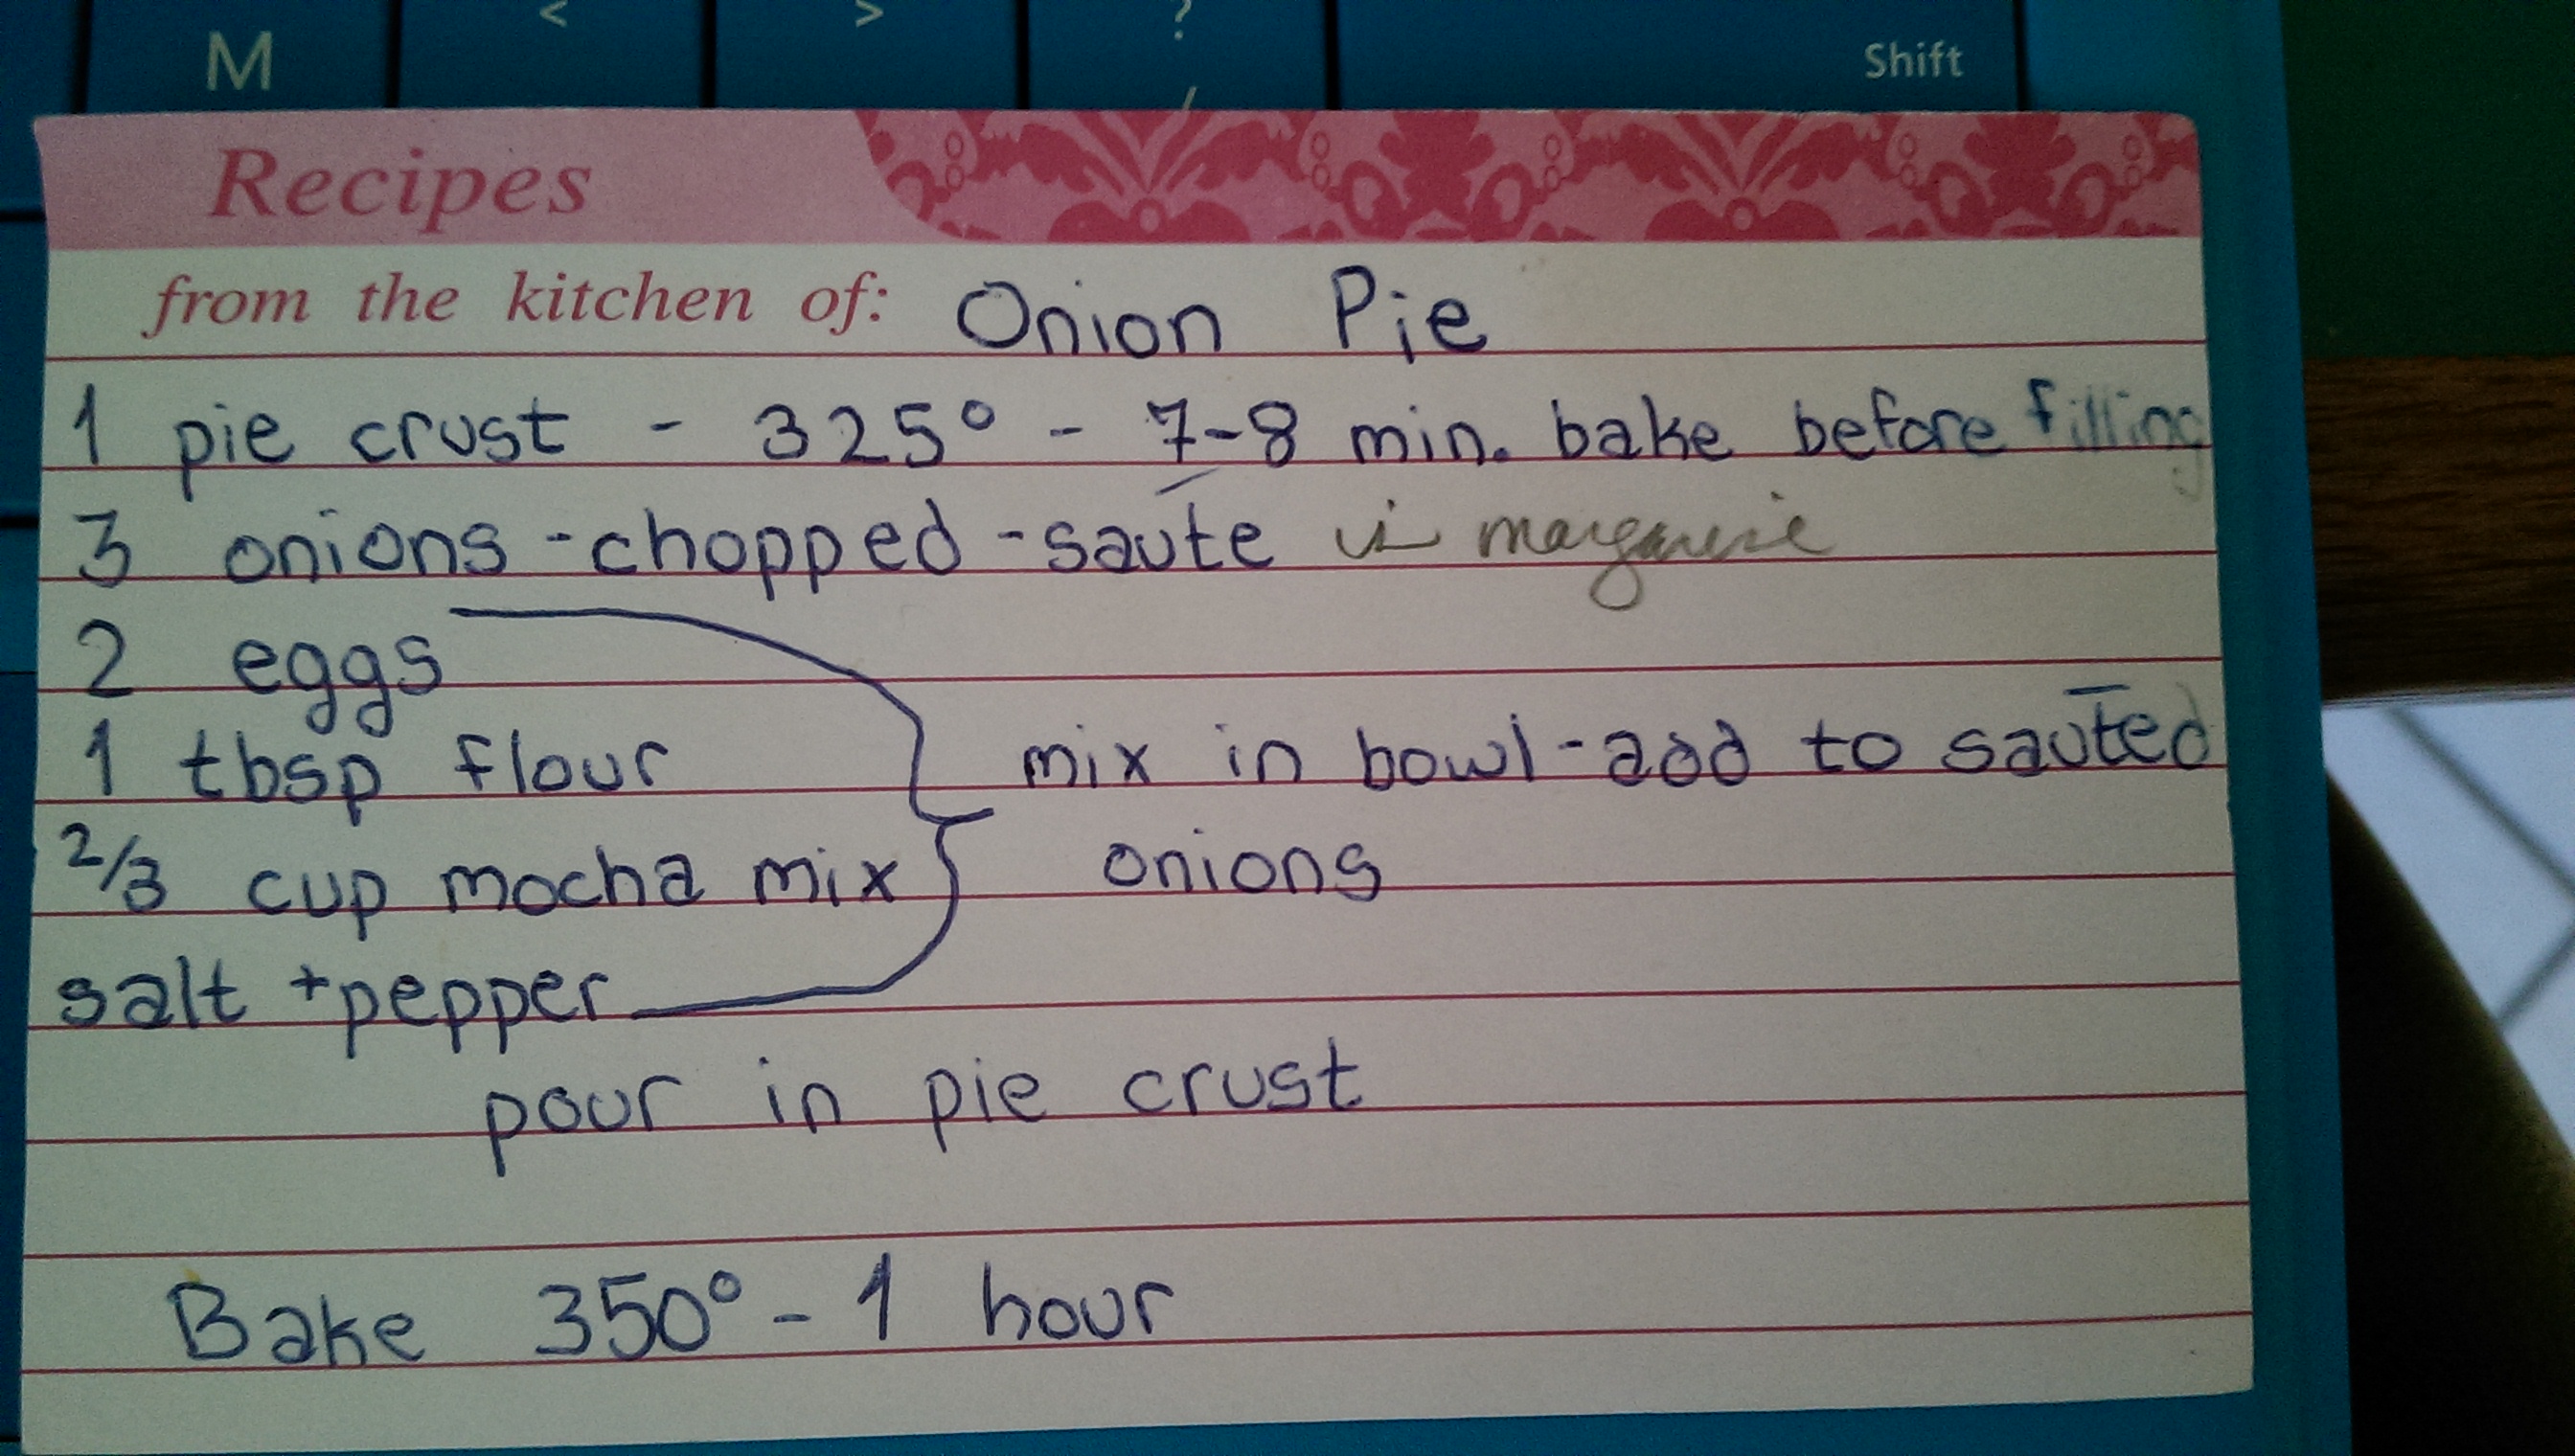 M < > ? / Shift
Recipes
from the kitchen of: Onion Pie
1 pie crust - 325° - 7-8 min. bake before filling
3 onions - chopped - saute in margarine
2 eggs
1 tbsp flour mix in bowl - add to sauted
2/3 cup mocha mix onions
salt + pepper
pour in pie crust
Bake 350° - 1 hour